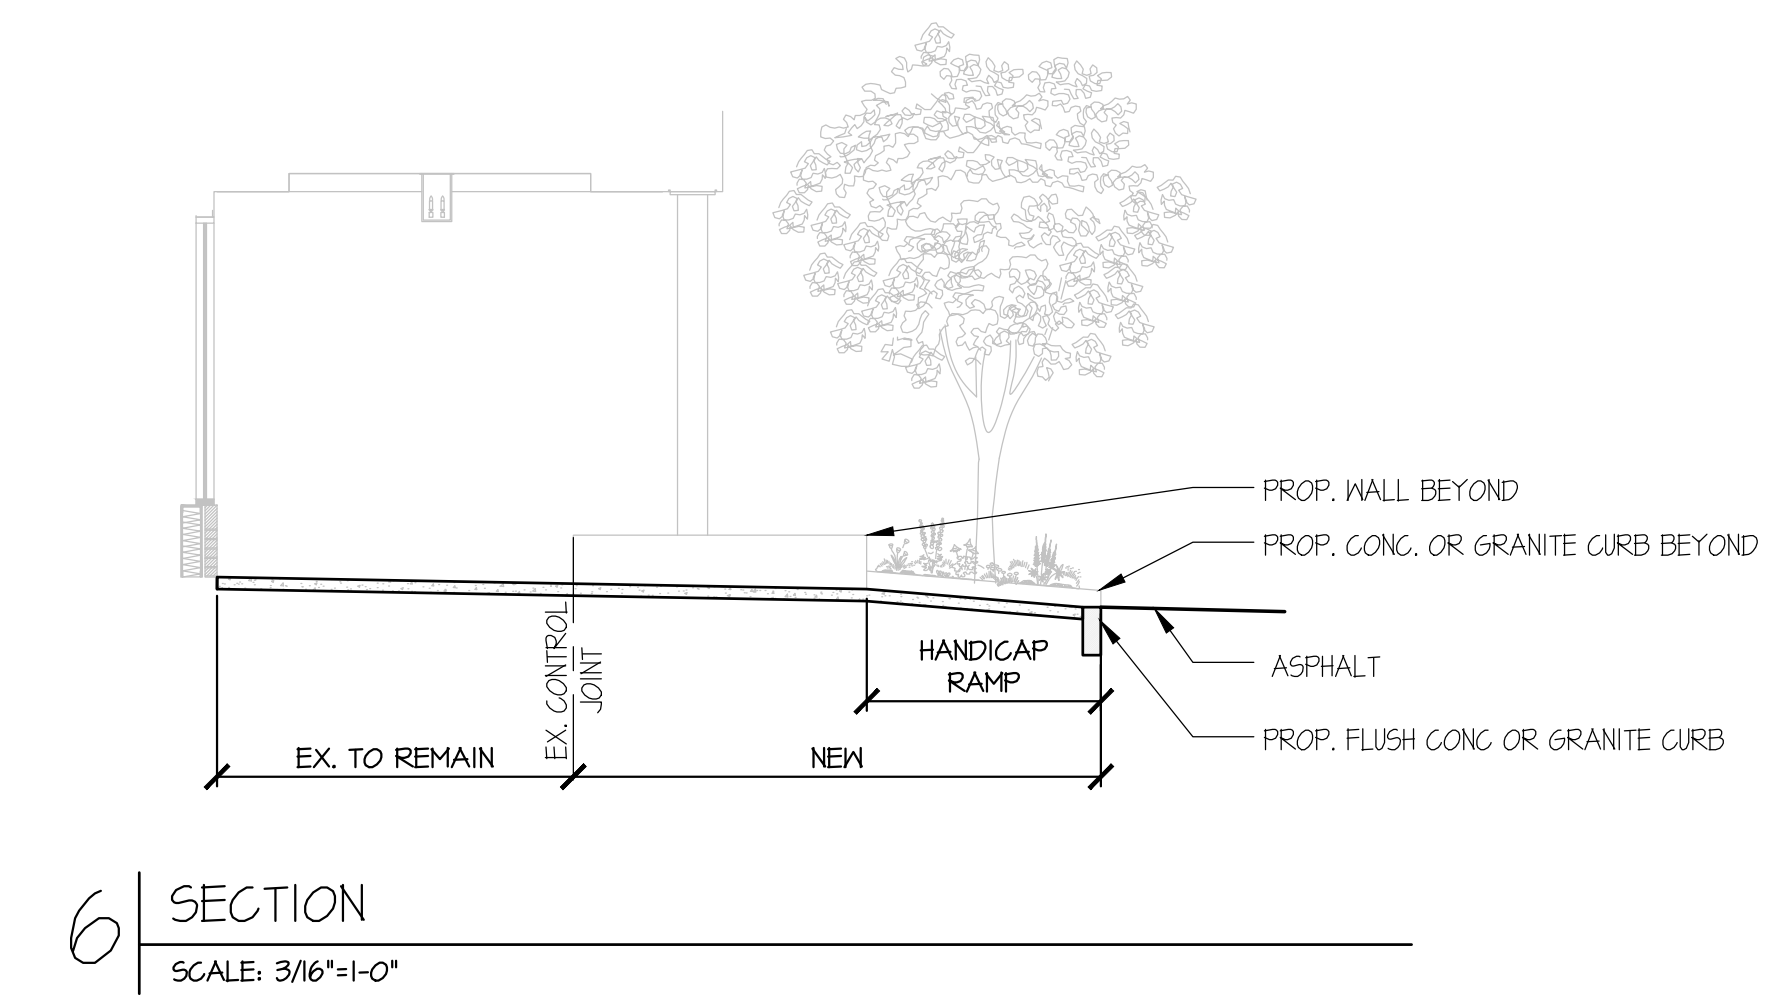 PROP. WALL BEYOND
PROP. CONC. OR GRANITE CURB BEYOND
EX. CONTROL
JOINT
HANDICAP
RAMP
ASPHALT
PROP. FLUSH CONC OR GRANITE CURB
EX. TO REMAIN
NEW
6
SECTION
SCALE: 3/16"=1-0"